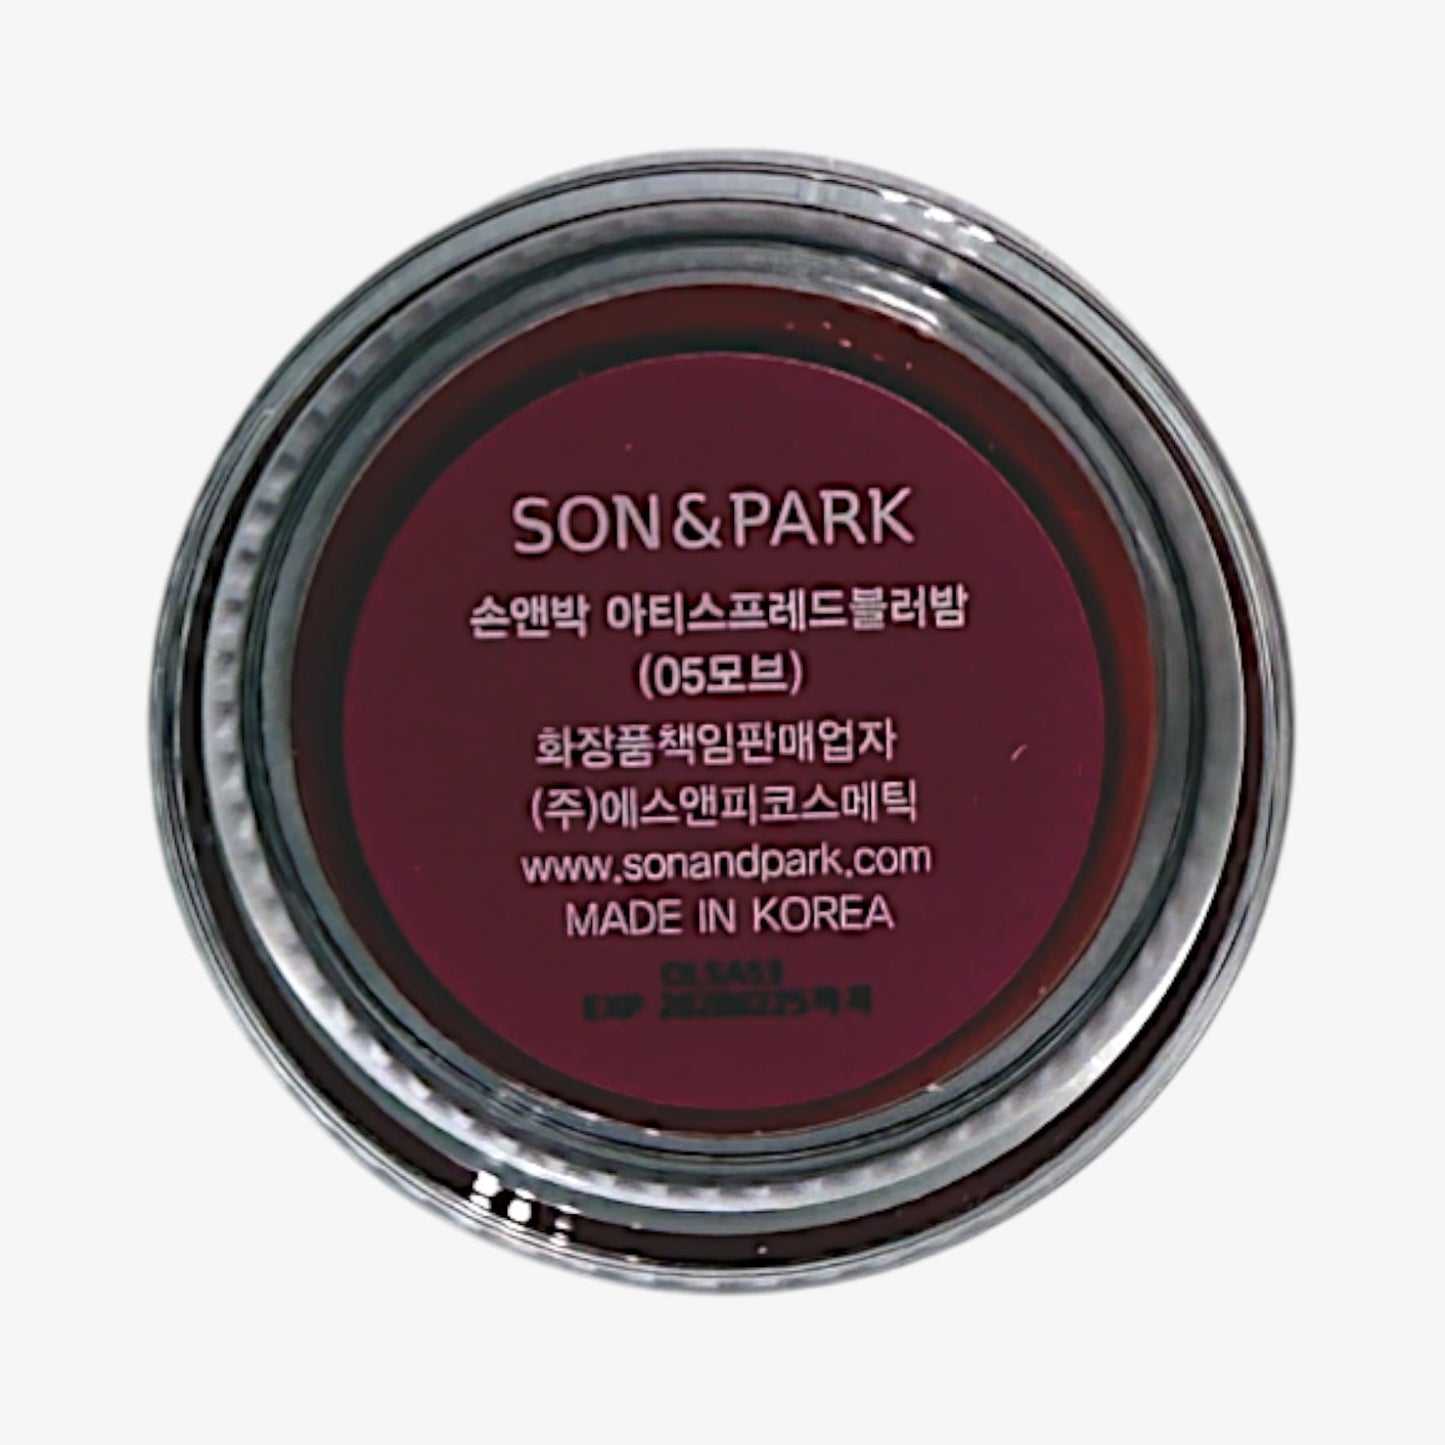 SON&PARK
손앤박 아티스프레드블러밤
(05모브)
화장품책임판매업자
(주)에스앤피코스메틱
www.sonandpark.com
MADE IN KOREA
EXP